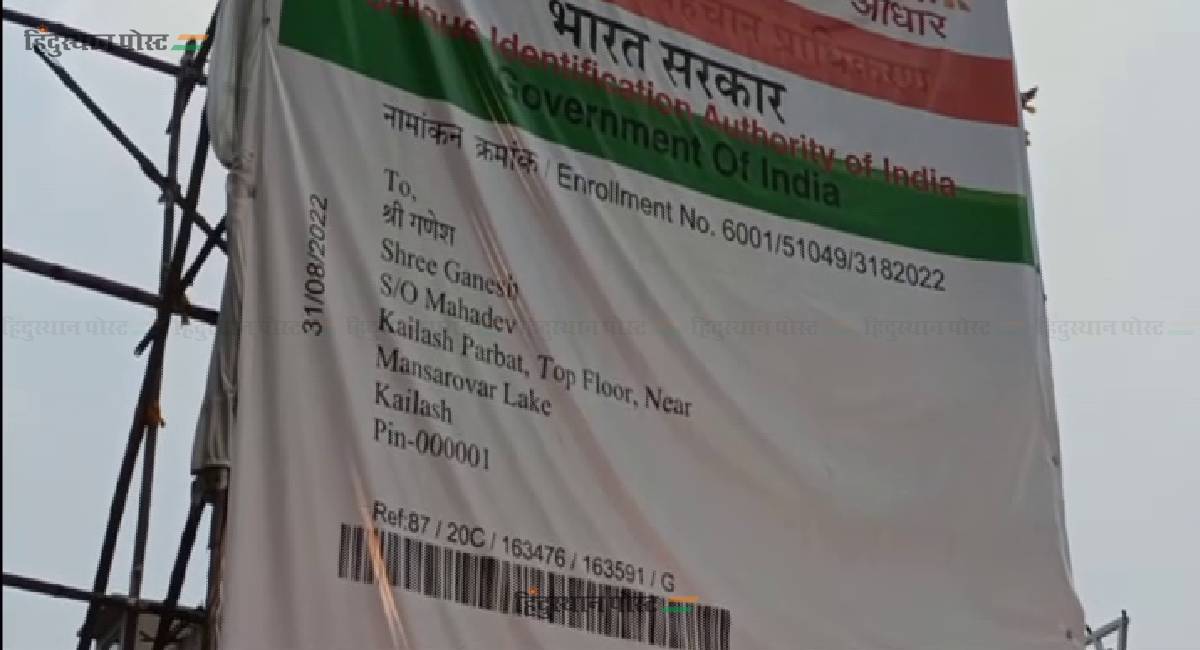 हिंदुस्थान पोस्ट
आधार
पहचान प्राधिकरण
भारत सरकार
Unique Identification Authority of India
Government Of India
नामांकन क्रमांक / Enrollment No. 6001/51049/3182022
To,
श्री गणेश
Shree Ganesh
S/O Mahadev
Kailash Parbat, Top Floor, Near
Mansarovar Lake
Kailash
Pin-000001
31/08/2022
हिंदुस्थान पोस्ट हिंदुस्थान पोस्ट हिंदुस्थान पोस्ट हिंदुस्थान पोस्ट हिंदुस्थान पोस्ट हिंदुस्थान पोस्ट हिंदुस्थान पोस्ट
Ref:87 / 20C / 163476 / 163591 / G
हिंदुस्थान पोस्ट